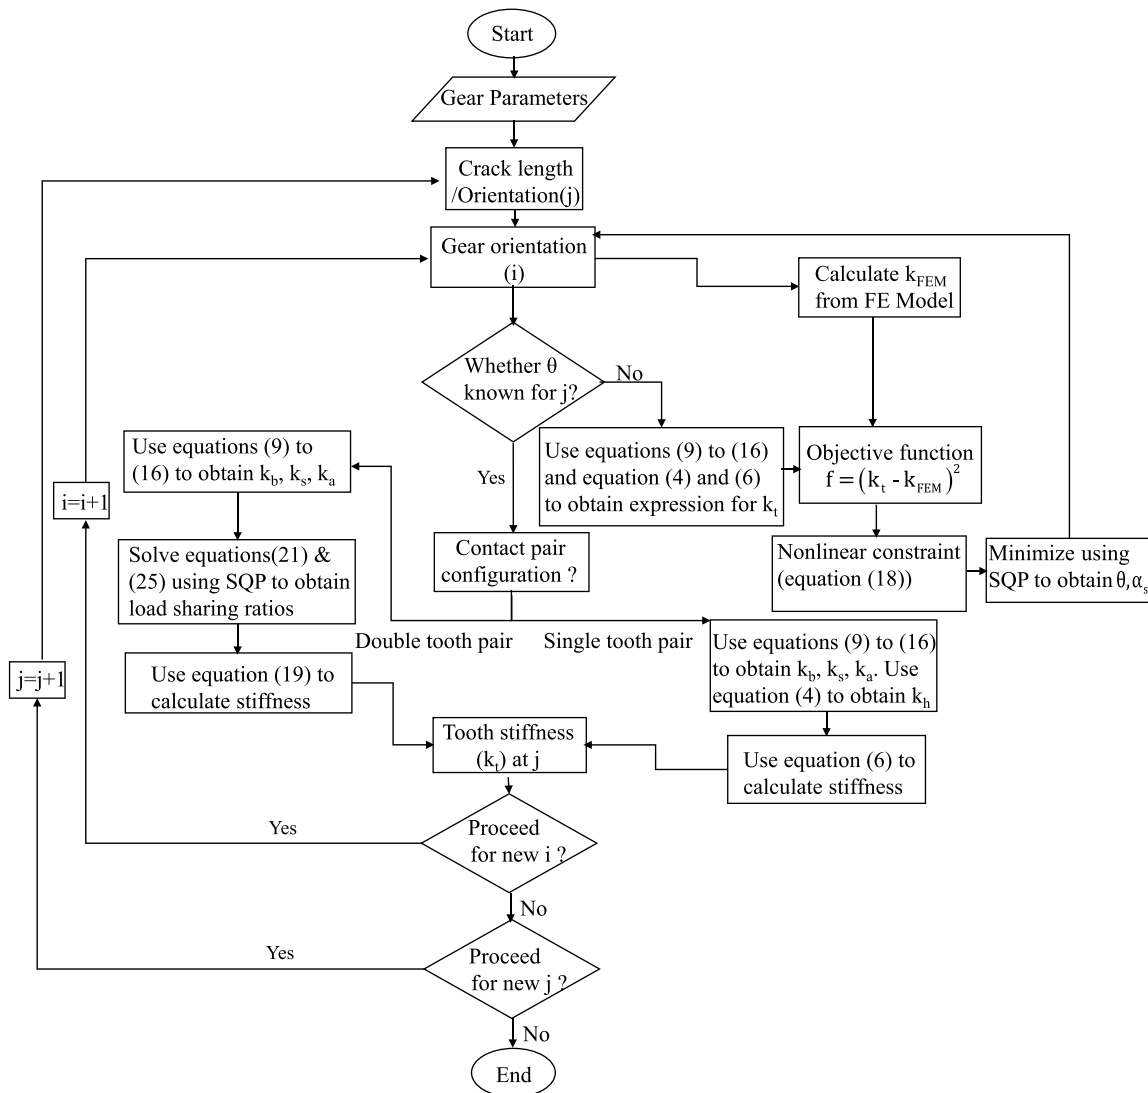 Start
Gear Parameters
Crack length
/Orientation(j)
Gear orientation
(i)
Calculate k_FEM
from FE Model
Whether θ
known for j?
No
Yes
Use equations (9) to
(16) to obtain k_b, k_s, k_a
i=i+1
Use equations (9) to (16)
and equation (4) and (6)
to obtain expression for k_t
Objective function
f = (k_t - k_FEM)^2
Contact pair
configuration ?
Nonlinear constraint
(equation (18))
Minimize using
SQP to obtain θ,α_s
Solve equations(21) &
(25) using SQP to obtain
load sharing ratios
Double tooth pair
Single tooth pair
Use equations (9) to (16)
to obtain k_b, k_s, k_a. Use
equation (4) to obtain k_h
j=j+1
Use equation (19) to
calculate stiffness
Tooth stiffness
(k_t) at j
Use equation (6) to
calculate stiffness
Yes
Proceed
for new i ?
No
Yes
Proceed
for new j ?
No
End